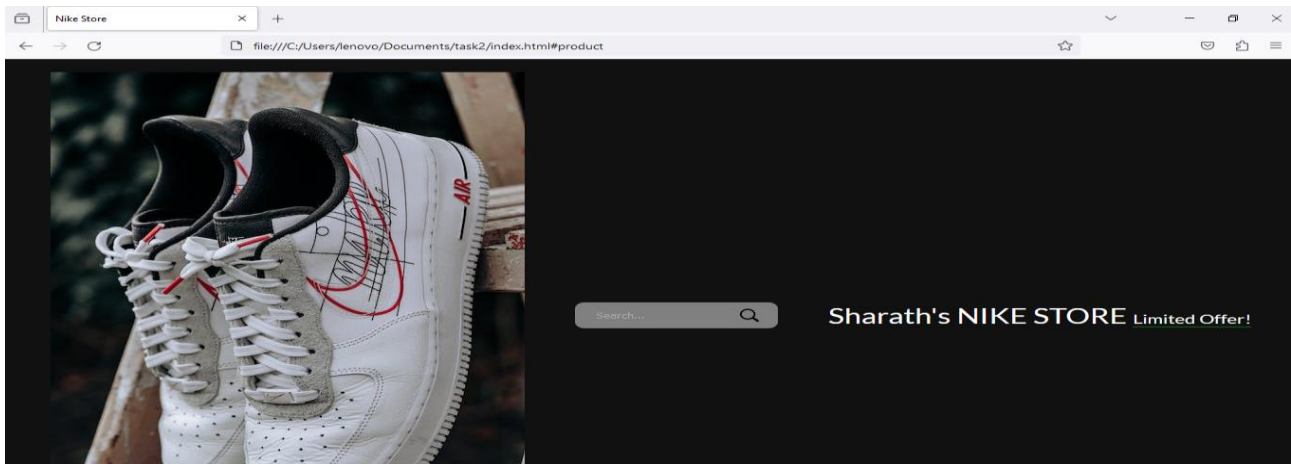 Nike Store
file:///C:/Users/lenovo/Documents/task2/index.html#product
AIR
Search...
Sharath's NIKE STORE Limited Offer!